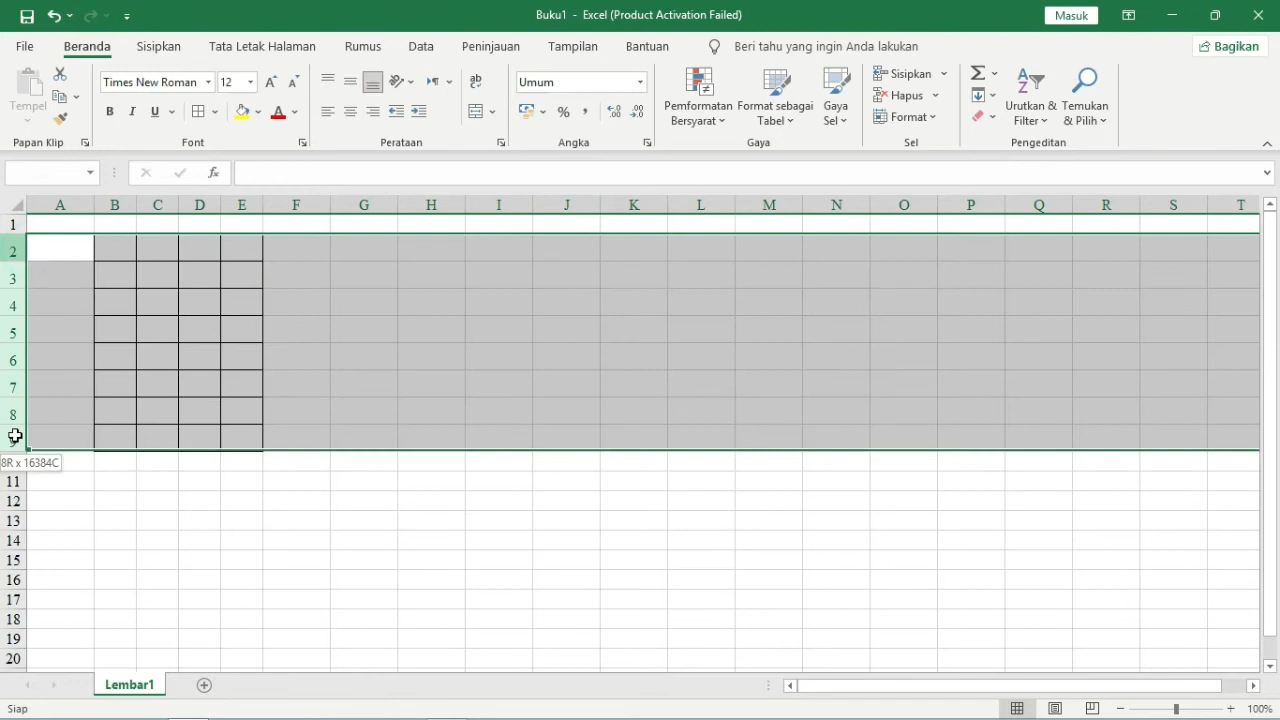 Buku1 - Excel (Product Activation Failed)
Masuk
File Beranda Sisipkan Tata Letak Halaman Rumus Data Peninjauan Tampilan Bantuan Beri tahu yang ingin Anda lakukan Bagikan
Tempel
Papan Klip
Times New Roman 12
B I U A
Font
Perataan
Umum
% ,
Angka
Pemformatan Bersyarat
Format sebagai Tabel
Gaya Sel
Gaya
Sisipkan
Hapus
Format
Sel
Urutkan & Filter
Temukan & Pilih
Pengeditan
fx
A B C D E F G H I J K L M N O P Q R S T
1
2
3
4
5
6
7
8
9
8R x 16384C
11
12
13
14
15
16
17
18
19
20
Lembar1
Siap
100%